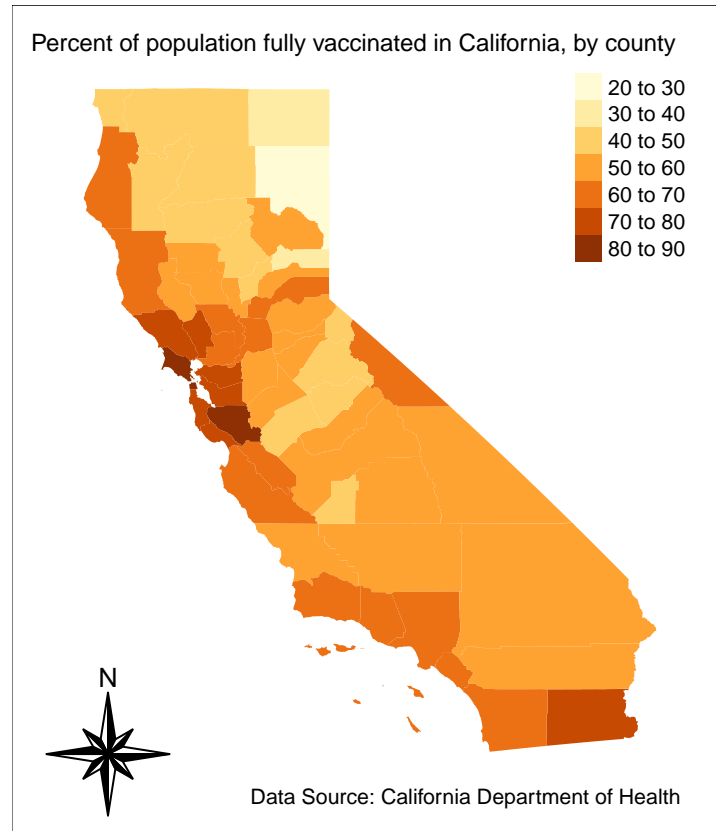 Percent of population fully vaccinated in California, by county
20 to 30
30 to 40
40 to 50
50 to 60
60 to 70
70 to 80
80 to 90
N
Data Source: California Department of Health